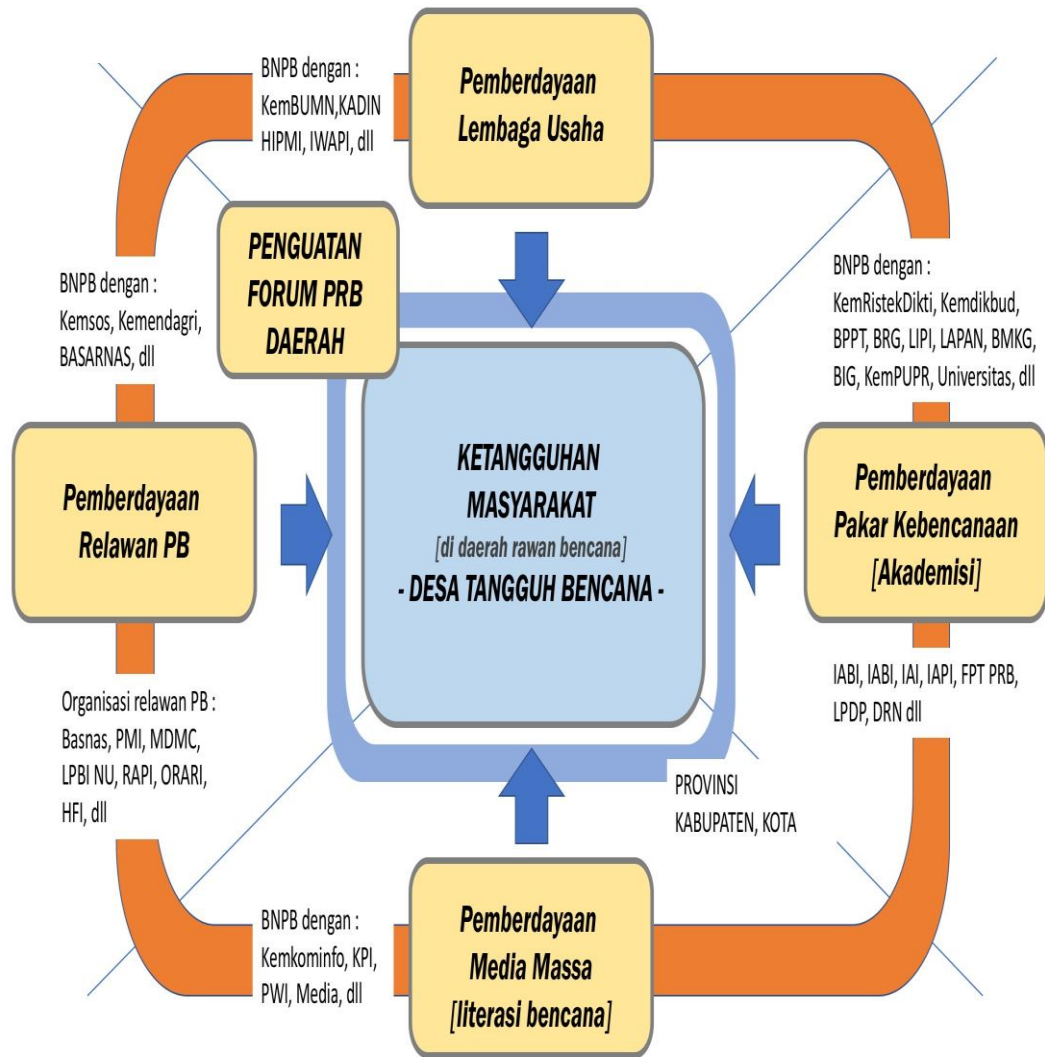 BNPB dengan :
KemBUMN,KADIN
HIPMI, IWAPI, dll
Pemberdayaan
Lembaga Usaha
PENGUATAN
FORUM PRB
DAERAH
BNPB dengan :
Kemsos, Kemendagri,
BASARNAS, dll
BNPB dengan :
KemRistekDikti, Kemdikbud,
BPPT, BRG, LIPI, LAPAN, BMKG,
BIG, KemPUPR, Universitas, dll
Pemberdayaan
Relawan PB
KETANGGUHAN
MASYARAKAT
[di daerah rawan bencana]
- DESA TANGGUH BENCANA -
Pemberdayaan
Pakar Kebencanaan
[Akademisi]
Organisasi relawan PB :
Basnas, PMI, MDMC,
LPBI NU, RAPI, ORARI,
HFI, dll
IABI, IABI, IAI, IAPI, FPT PRB,
LPDP, DRN dll
PROVINSI
KABUPATEN, KOTA
BNPB dengan :
Kemkominfo, KPI,
PWI, Media, dll
Pemberdayaan
Media Massa
[literasi bencana]